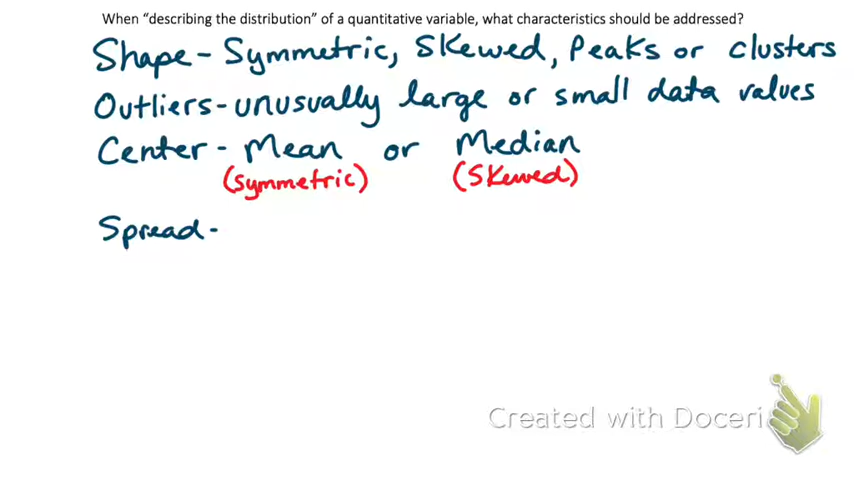 When “describing the distribution” of a quantitative variable, what characteristics should be addressed?
Shape - Symmetric, Skewed, Peaks or clusters
Outliers - unusually large or small data values
Center - Mean or Median
(symmetric) (Skewed)
Spread -
Created with Doceri